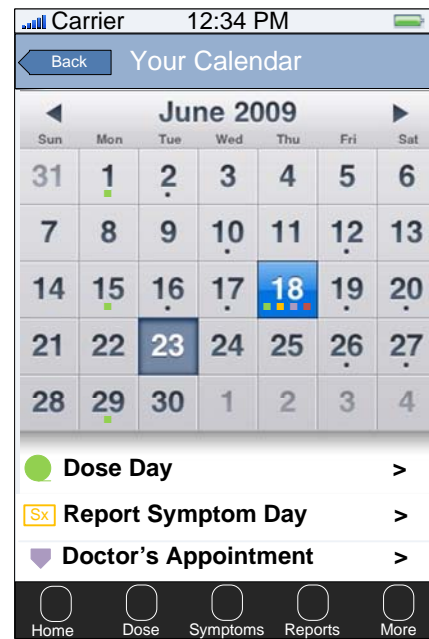 Carrier 12:34 PM
Back Your Calendar
June 2009
Sun Mon Tue Wed Thu Fri Sat
31 1 2 3 4 5 6
7 8 9 10 11 12 13
14 15 16 17 18 19 20
21 22 23 24 25 26 27
28 29 30 1 2 3 4
Dose Day >
Sx Report Symptom Day >
Doctor's Appointment >
Home Dose Symptoms Reports More